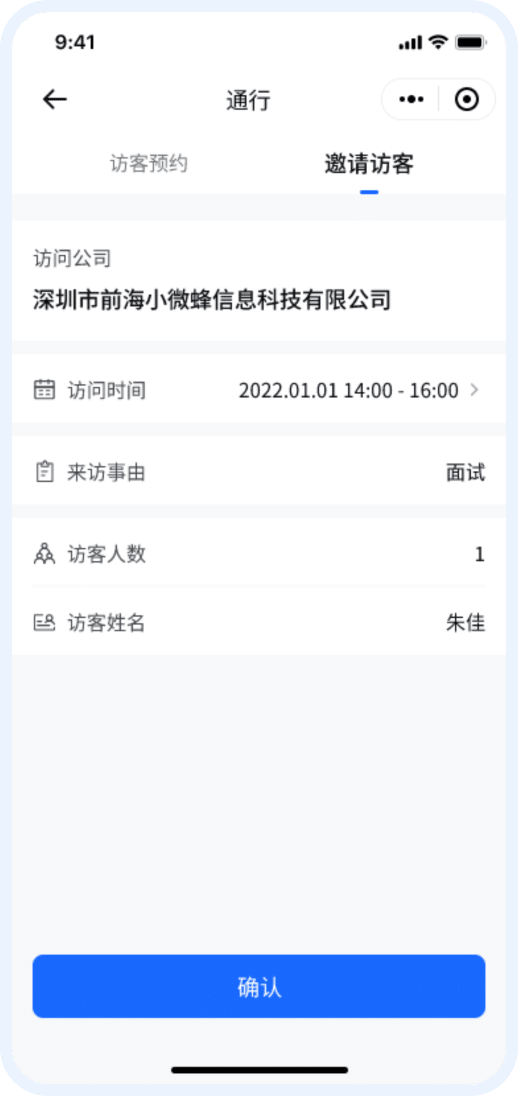 9:41
通行
访客预约 邀请访客
访问公司
深圳市前海小微蜂信息科技有限公司
访问时间 2022.01.01 14:00 - 16:00
来访事由 面试
访客人数 1
访客姓名 朱佳
确认